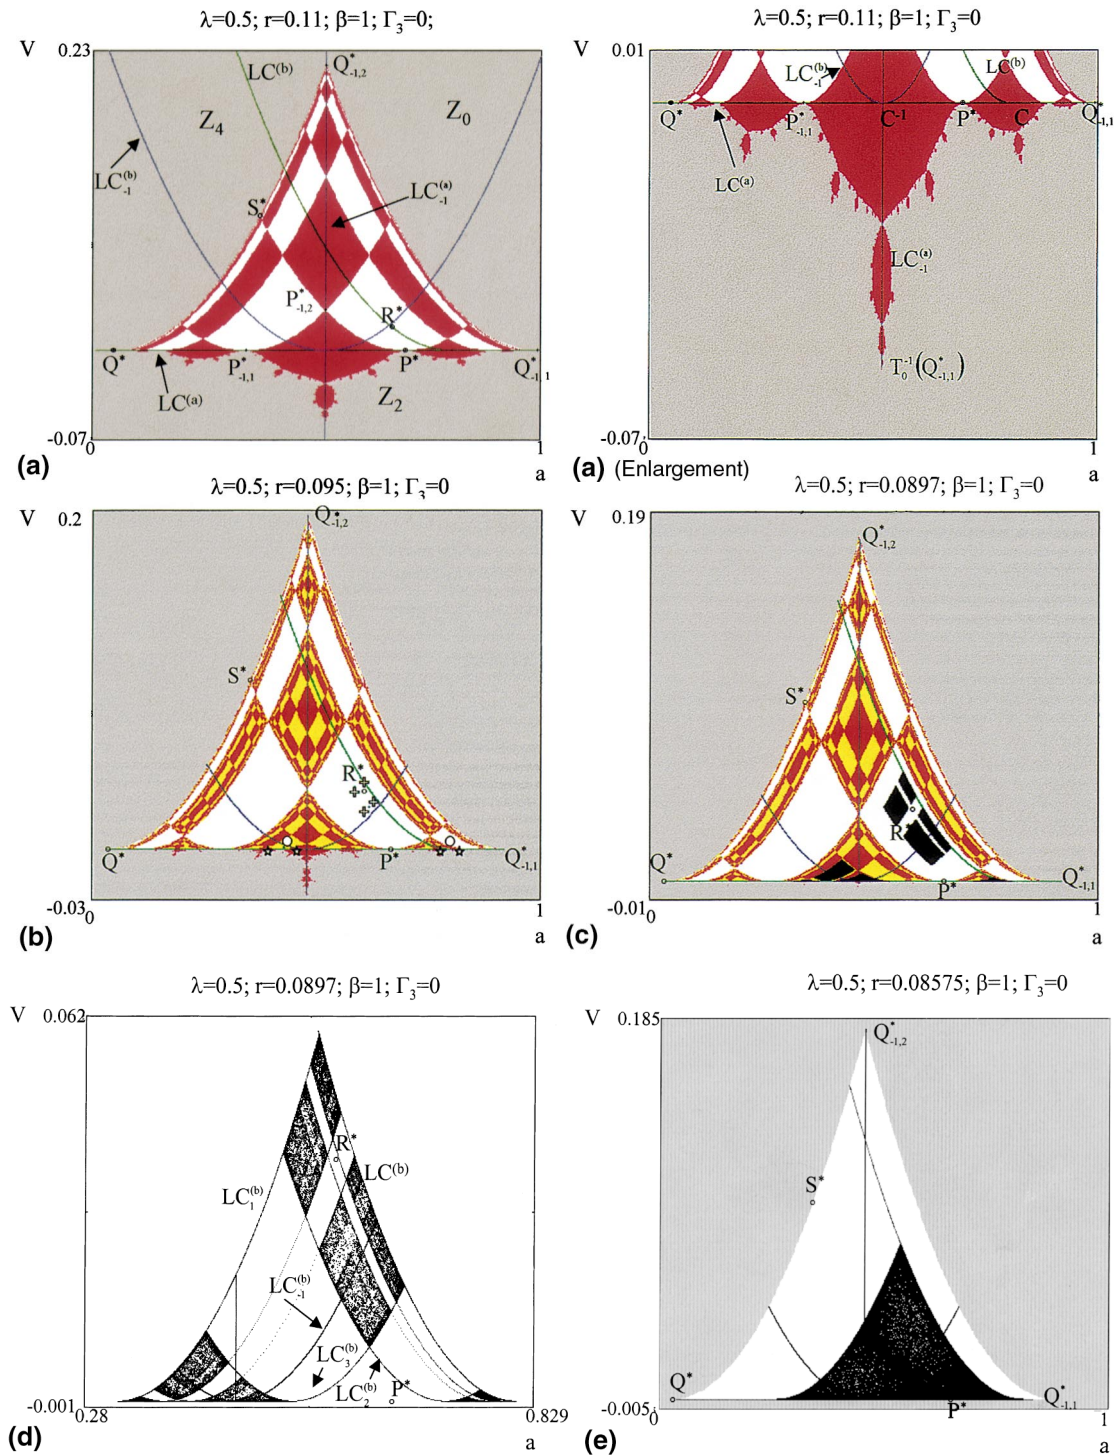 λ=0.5; r=0.11; β=1; Γ₃=0;
V
0.23
LC⁽ᵇ⁾
Q*₋₁,₂
Z₄
Z₀
LC₋₁⁽ᵇ⁾
LC₋₁⁽ᵃ⁾
S*
P*₋₁,₂
R*
Q*
P*₋₁,₁
P*
Q*₋₁,₁
LC⁽ᵃ⁾
Z₂
-0.07
0
1
a
(a)
λ=0.5; r=0.11; β=1; Γ₃=0
V
0.01
LC₋₁⁽ᵇ⁾
LC⁽ᵇ⁾
Q*
P*₋₁,₁
C⁻¹
P*
C
Q*₋₁,₁
LC⁽ᵃ⁾
LC₋₁⁽ᵃ⁾
T₀⁻¹(Q*₋₁,₁)
-0.07
0
1
a
(a) (Enlargement)
λ=0.5; r=0.095; β=1; Γ₃=0
V
0.2
Q*₋₁,₂
S*
R*
Q*
P*
Q*₋₁,₁
-0.03
0
1
a
(b)
λ=0.5; r=0.0897; β=1; Γ₃=0
V
0.19
Q*₋₁,₂
S*
R
Q*
P*
Q*₋₁,₁
-0.01
0
1
a
(c)
λ=0.5; r=0.0897; β=1; Γ₃=0
V
0.062
R*
LC⁽ᵇ⁾
LC₁⁽ᵇ⁾
LC₋₁⁽ᵇ⁾
LC₃⁽ᵇ⁾
LC₂⁽ᵇ⁾
P*
-0.001
0.28
0.829
a
(d)
λ=0.5; r=0.08575; β=1; Γ₃=0
V
0.185
Q*₋₁,₂
S*
Q*
P*
Q*₋₁,₁
-0.005
0
1
a
(e)